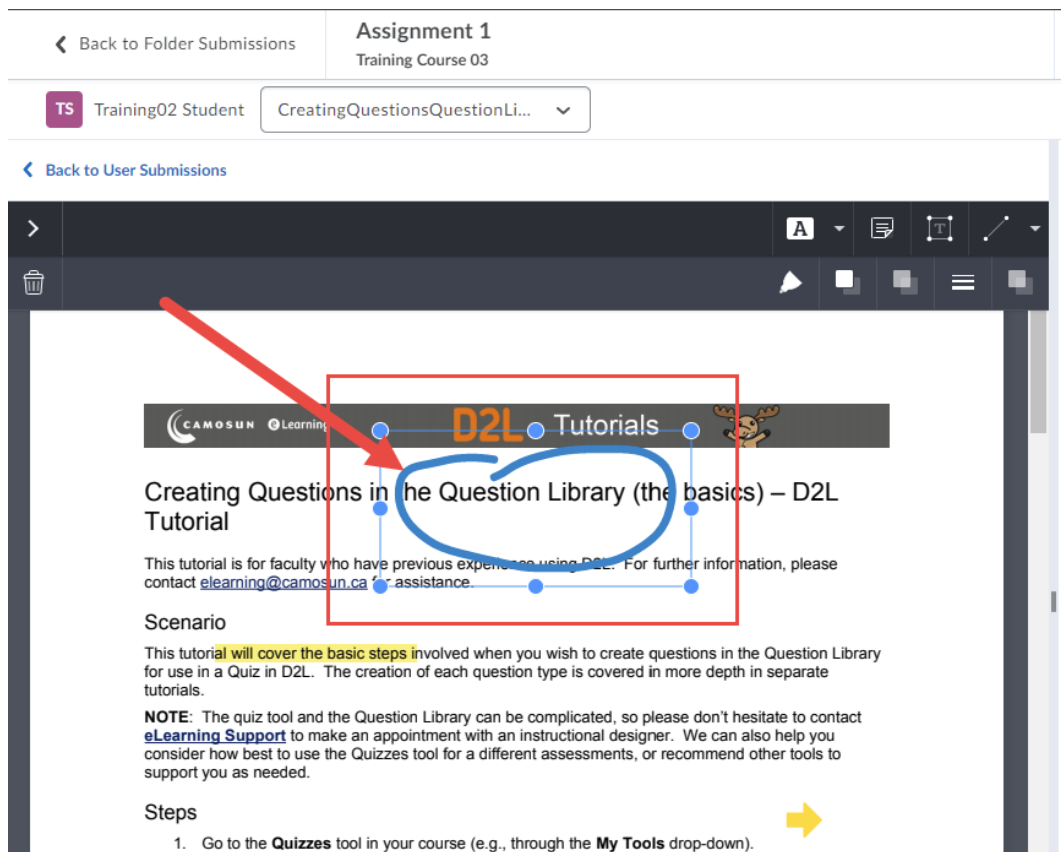 Back to Folder Submissions
Assignment 1
Training Course 03
TS Training02 Student CreatingQuestionsQuestionLi...
Back to User Submissions
A
T
CAMOSUN eLearning D2L Tutorials
Creating Questions in the Question Library (the basics) – D2L
Tutorial
This tutorial is for faculty who have previous experience using D2L. For further information, please
contact elearning@camosun.ca for assistance.
Scenario
This tutorial will cover the basic steps involved when you wish to create questions in the Question Library
for use in a Quiz in D2L. The creation of each question type is covered in more depth in separate
tutorials.
NOTE: The quiz tool and the Question Library can be complicated, so please don't hesitate to contact
eLearning Support to make an appointment with an instructional designer. We can also help you
consider how best to use the Quizzes tool for a different assessments, or recommend other tools to
support you as needed.
Steps
1. Go to the Quizzes tool in your course (e.g., through the My Tools drop-down).